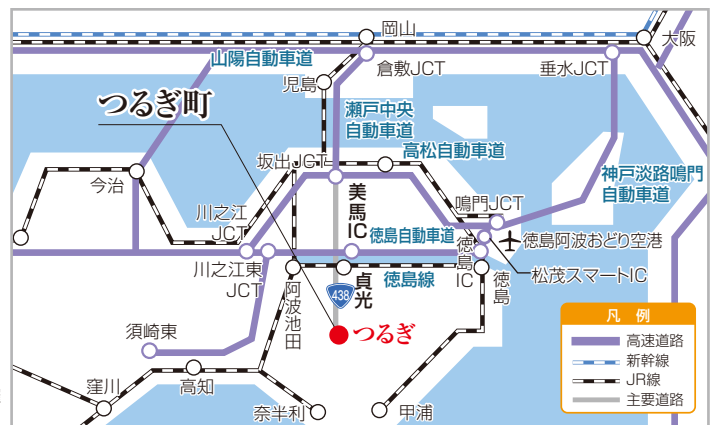 岡山
大阪
山陽自動車道
倉敷JCT
垂水JCT
児島
つるぎ町
瀬戸中央
自動車道
坂出JCT
高松自動車道
今治
神戸淡路鳴門
自動車道
川之江
JCT
美馬IC
鳴門JCT
徳島自動車道
徳島阿波おどり空港
徳島IC
川之江東
JCT
徳島線
松茂スマートIC
阿波池田
貞光
徳島
438
須崎東
つるぎ
窪川
高知
奈半利
甲浦
凡例
高速道路
新幹線
JR線
主要道路